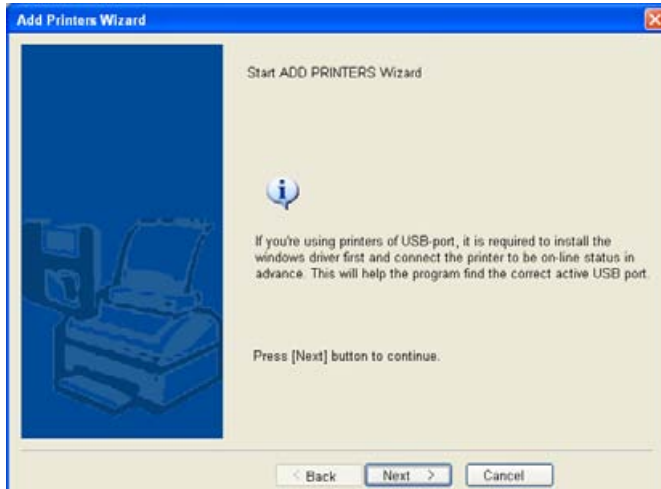 Add Printers Wizard
Start ADD PRINTERS Wizard
If you're using printers of USB-port, it is required to install the
windows driver first and connect the printer to be on-line status in
advance. This will help the program find the correct active USB port.
Press [Next] button to continue.
< Back Next > Cancel